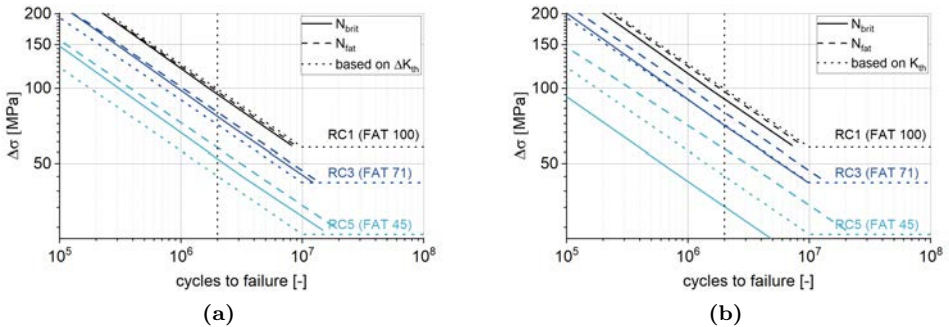 200
150
100
50
Δσ [MPa]
N_brit
N_fat
based on ΔK_th
RC1 (FAT 100)
RC3 (FAT 71)
RC5 (FAT 45)
10^5 10^6 10^7 10^8
cycles to failure [-]
(a)
200
150
100
50
Δσ [MPa]
N_brit
N_fat
based on K_th
RC1 (FAT 100)
RC3 (FAT 71)
RC5 (FAT 45)
10^5 10^6 10^7 10^8
cycles to failure [-]
(b)